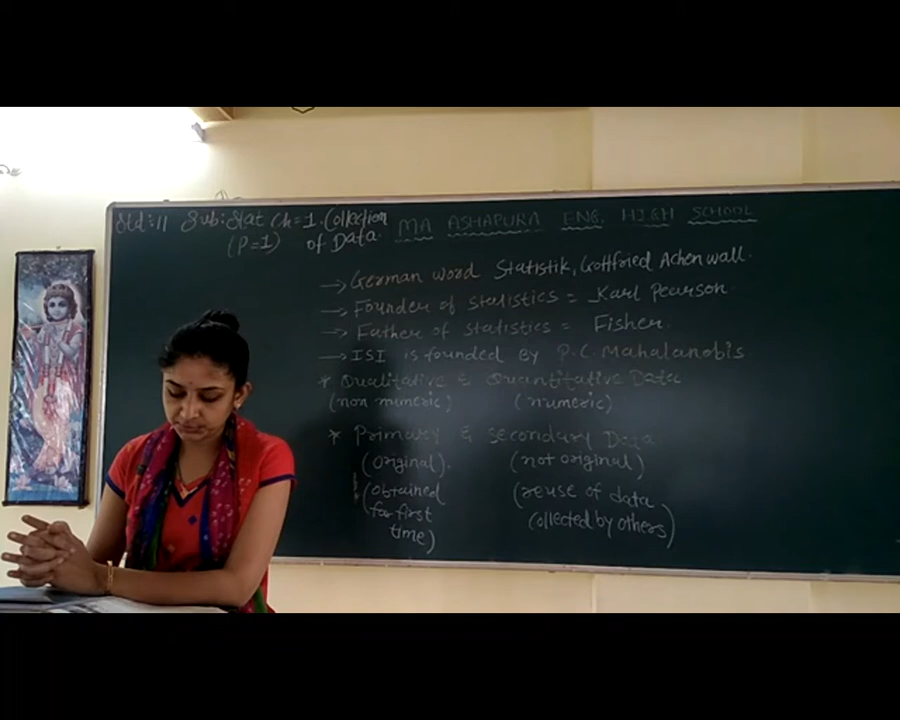 Std:11 Sub:Stat Ch=1. Collection
(P=1) of Data.
MA ASHAPURA ENG. HIGH SCHOOL
→ German word Statistik, Gottfried Achenwall.
→ Founder of Statistics = Karl Pearson.
→ Father of statistics = Fisher.
→ ISI is founded by P.C. Mahalanobis
* Qualitative & Quantitative Data
(non numeric) (numeric)
* Primary & secondary Data
(original). (not original)
(obtained (reuse of data
for first collected by others)
time)